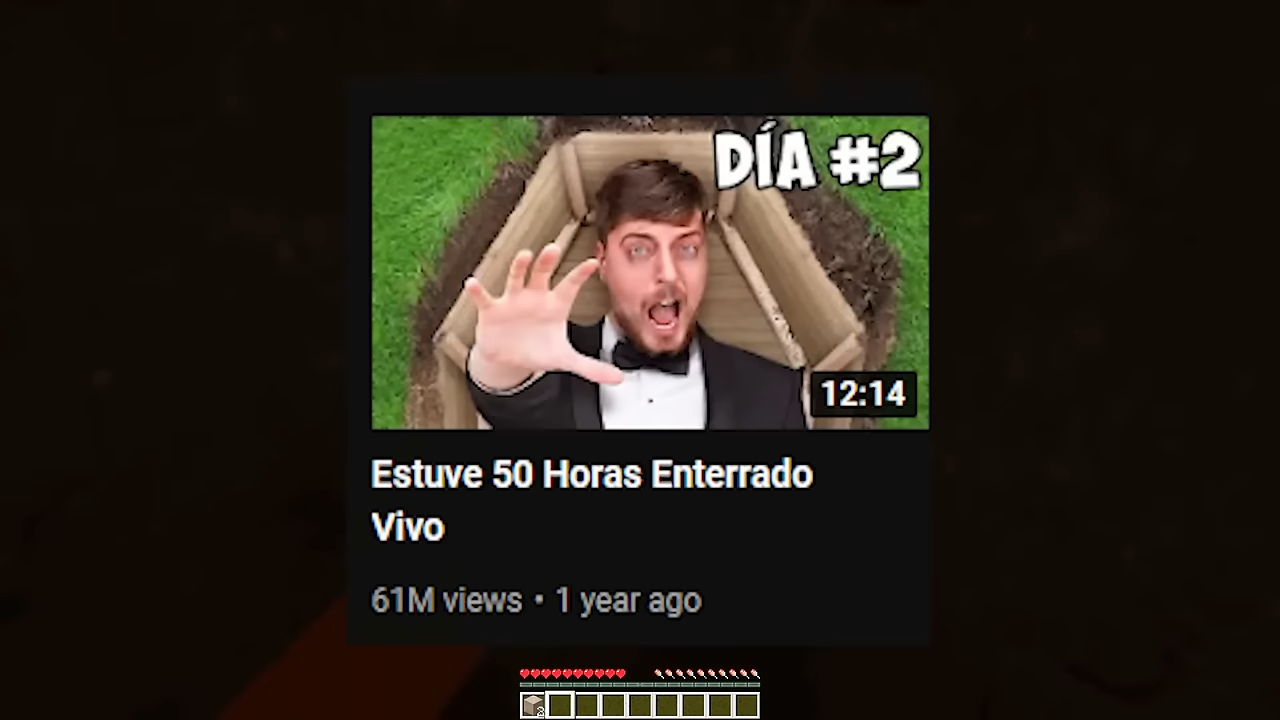 DÍA #2
12:14
Estuve 50 Horas Enterrado
Vivo
61M views • 1 year ago